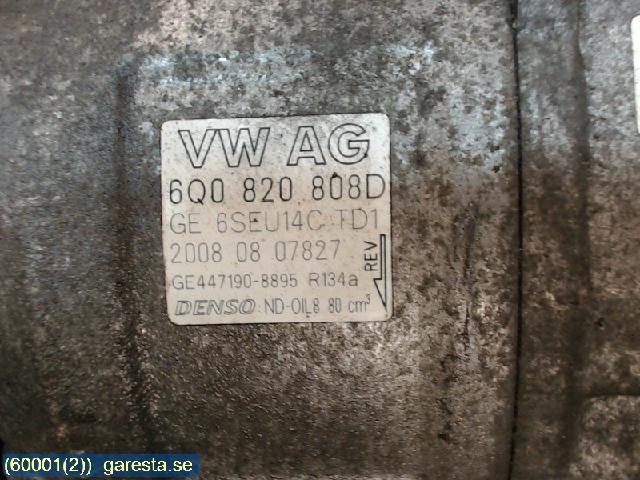 VW AG
6Q0 820 808D
GE 6SEU14C TD1
2008 08 07827
REV
GE447190-8895 R134a
DENSO ND-OIL8 80 cm³
(60001(2)) garesta.se